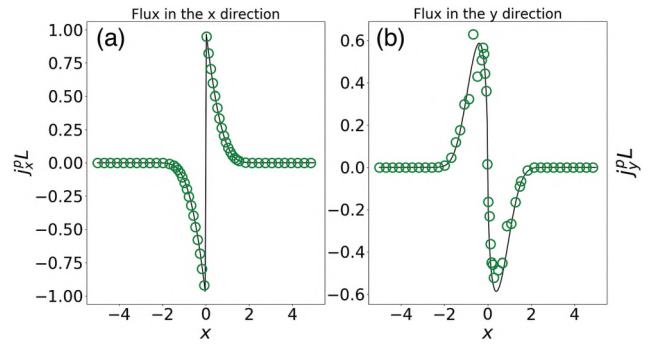 Flux in the x direction
(a)
1.00
0.75
0.50
0.25
0.00
−0.25
−0.50
−0.75
−1.00
j_x^p L
−4 −2 0 2 4
x
Flux in the y direction
(b)
0.6
0.4
0.2
0.0
−0.2
−0.4
−0.6
j_y^p L
−4 −2 0 2 4
x